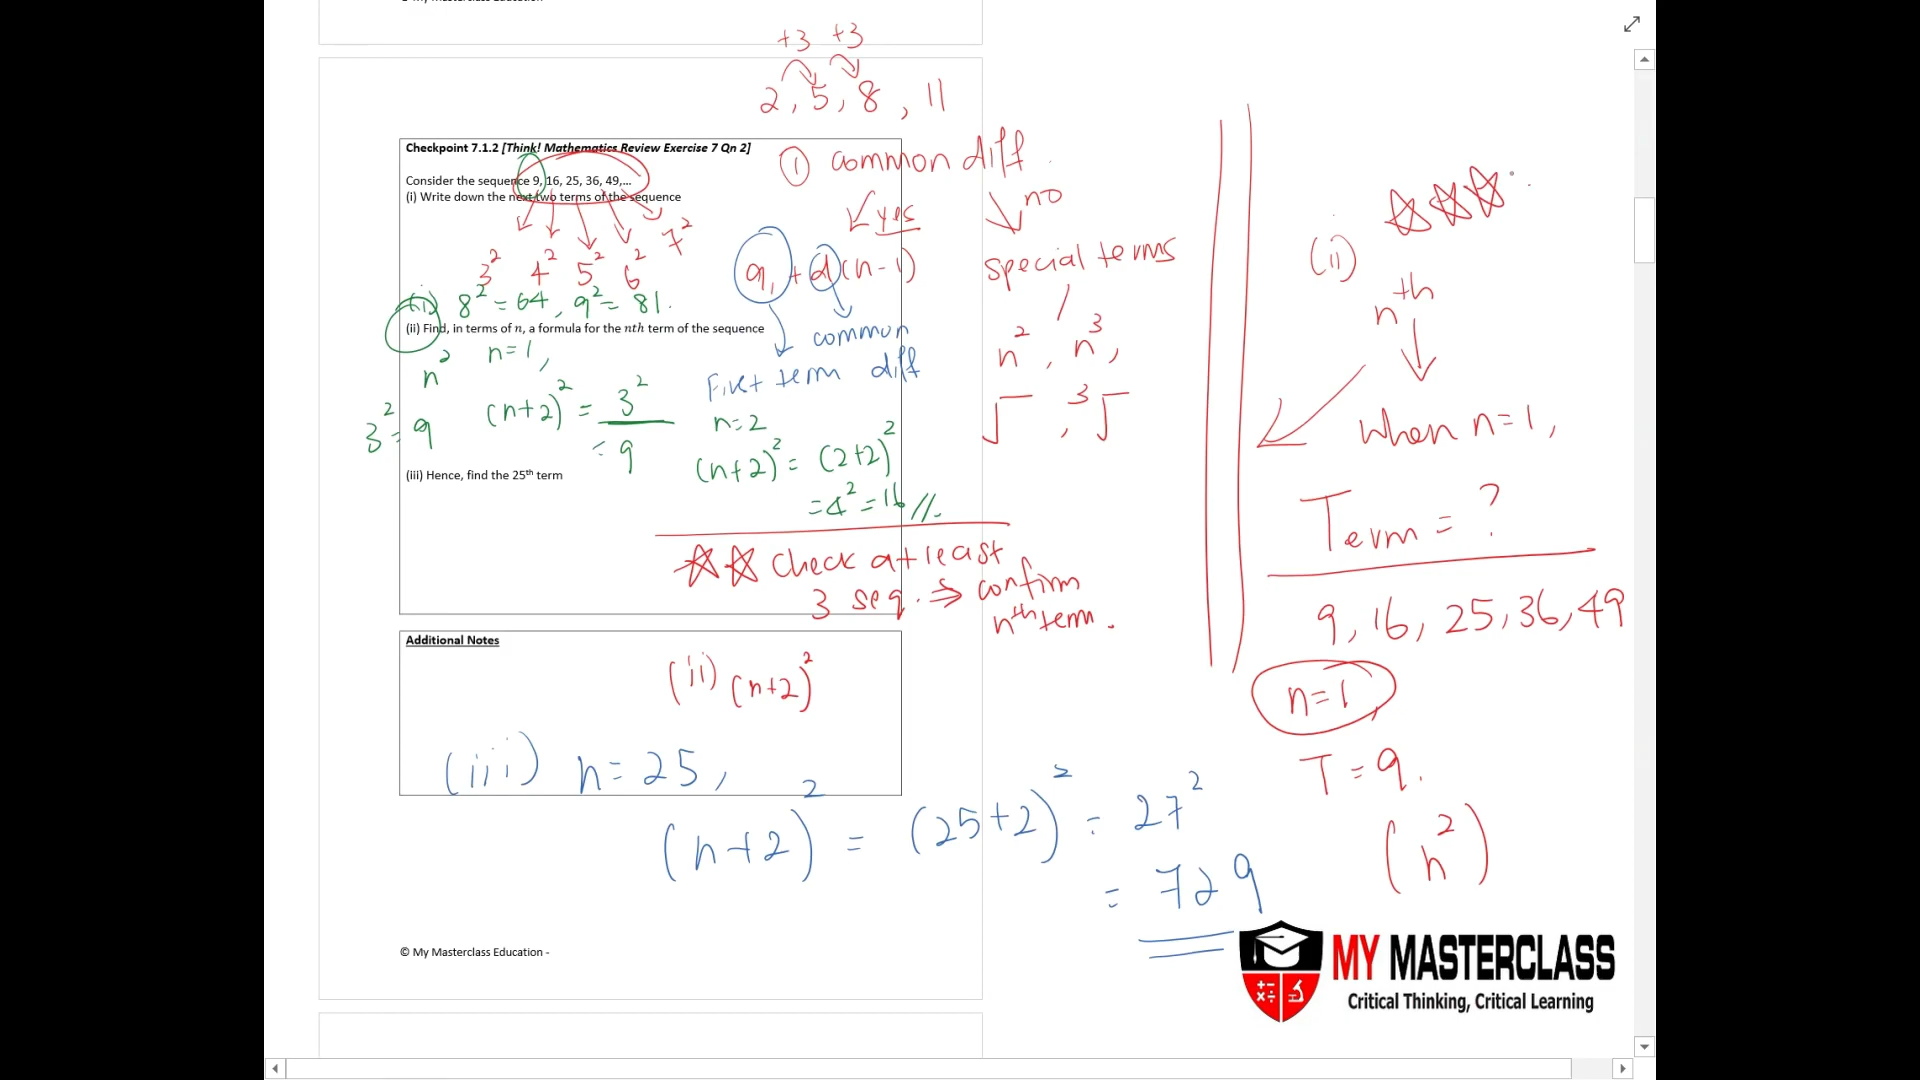 +3 +3
2, 5, 8, 11
Checkpoint 7.1.2 [Think! Mathematics Review Exercise 7 Qn 2]
Consider the sequence 9, 16, 25, 36, 49,...
(i) Write down the next two terms of the sequence
3² 4² 5² 6² 7²
(i) 8² = 64, 9² = 81.
(ii) Find, in terms of n, a formula for the nth term of the sequence
n² n=1,
3² = 9
(n+2)² = 3²
= 9
n=2
(n+2)² = (2+2)²
= 4² = 16 //.
(iii) Hence, find the 25th term
① common diff
yes no
a₁ + d(n-1)
common diff
First term
special terms
n², n³,
√ , ³√
☆☆ Check at least
3 seq. ⇒ confirm
nth term.
Additional Notes
(ii) (n+2)²
(iii) n = 25,
(n+2)² = (25+2)² = 27²
= 729
☆☆☆
(ii)
nth
When n=1,
Term = ?
9, 16, 25, 36, 49
n=1,
T = 9.
(n²)
© My Masterclass Education -
MY MASTERCLASS
Critical Thinking, Critical Learning